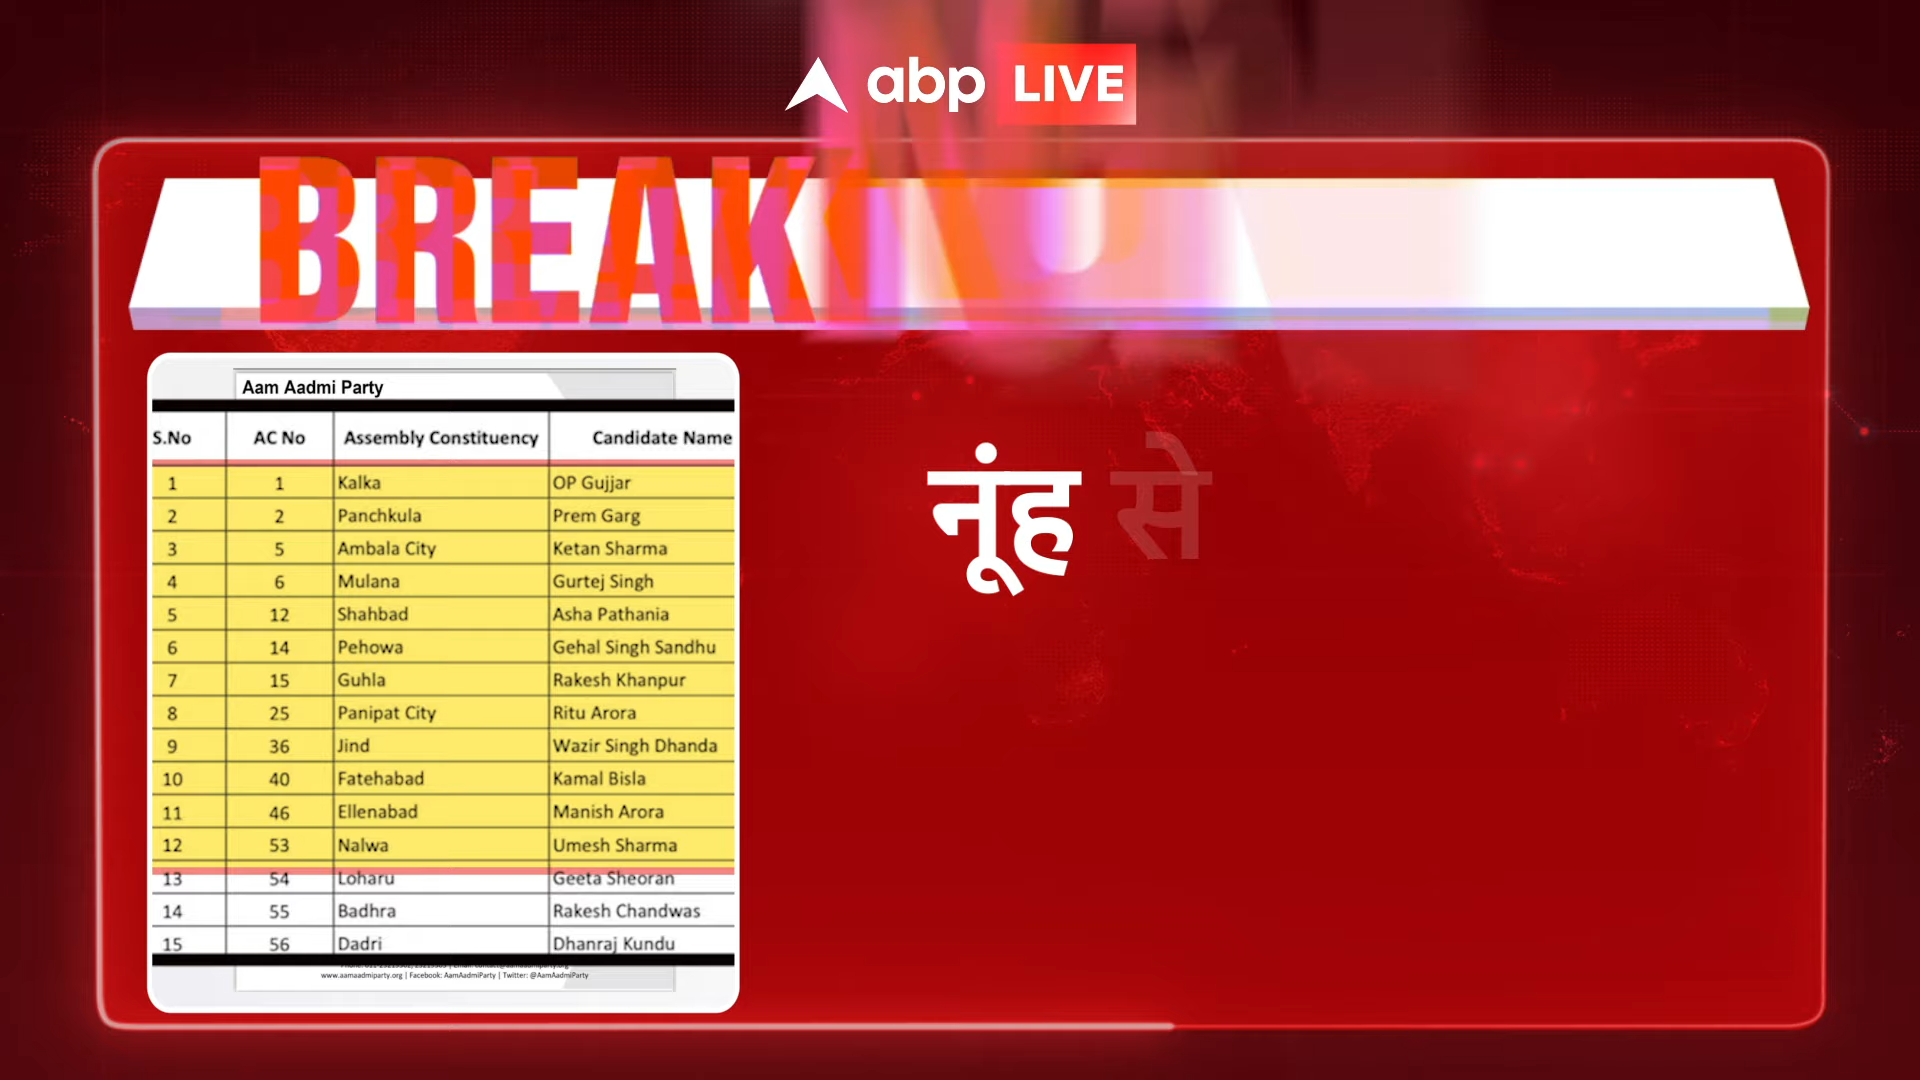 abp LIVE
BREAK
Aam Aadmi Party
S.No AC No Assembly Constituency Candidate Name
1 1 Kalka OP Gujjar
2 2 Panchkula Prem Garg
3 5 Ambala City Ketan Sharma
4 6 Mulana Gurtej Singh
5 12 Shahbad Asha Pathania
6 14 Pehowa Gehal Singh Sandhu
7 15 Guhla Rakesh Khanpur
8 25 Panipat City Ritu Arora
9 36 Jind Wazir Singh Dhanda
10 40 Fatehabad Kamal Bisla
11 46 Ellenabad Manish Arora
12 53 Nalwa Umesh Sharma
13 54 Loharu Geeta Sheoran
14 55 Badhra Rakesh Chandwas
15 56 Dadri Dhanraj Kundu
www.aamaadmiparty.org | Facebook: AamAadmiParty | Twitter: @AamAadmiParty
नूंह से